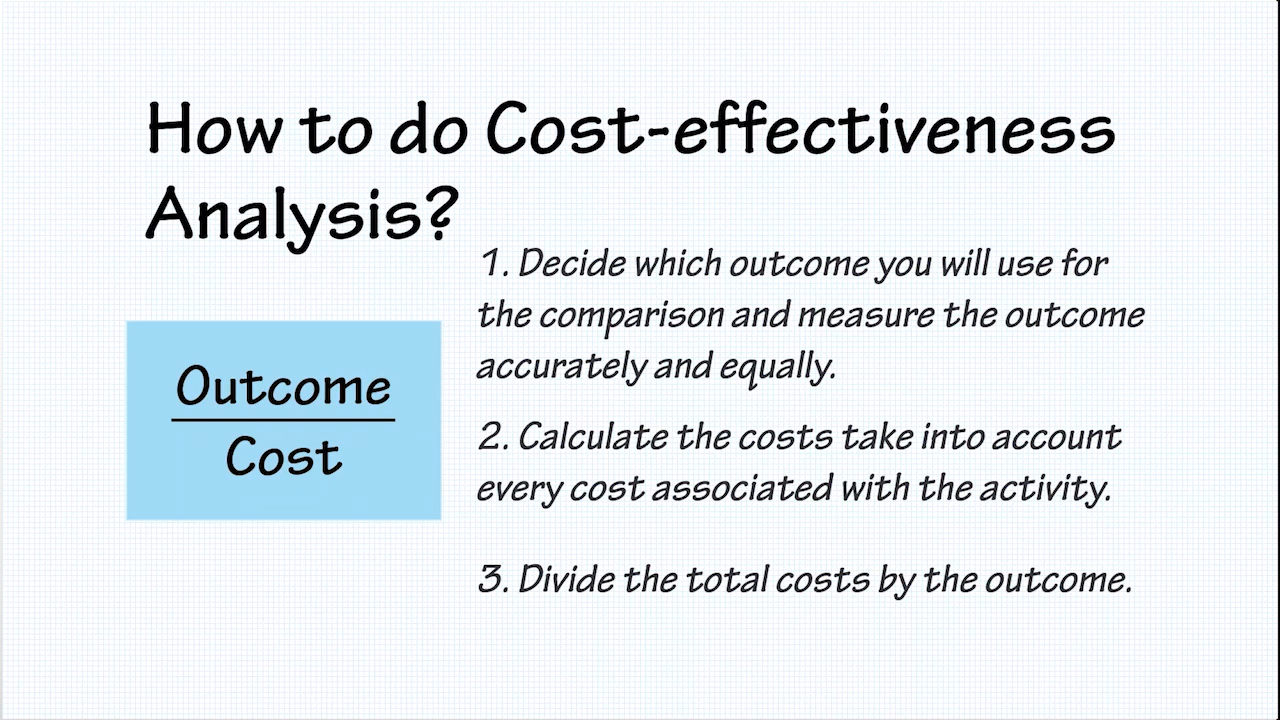 How to do Cost-effectiveness
Analysis?
Outcome
Cost
1. Decide which outcome you will use for
the comparison and measure the outcome
accurately and equally.
2. Calculate the costs take into account
every cost associated with the activity.
3. Divide the total costs by the outcome.